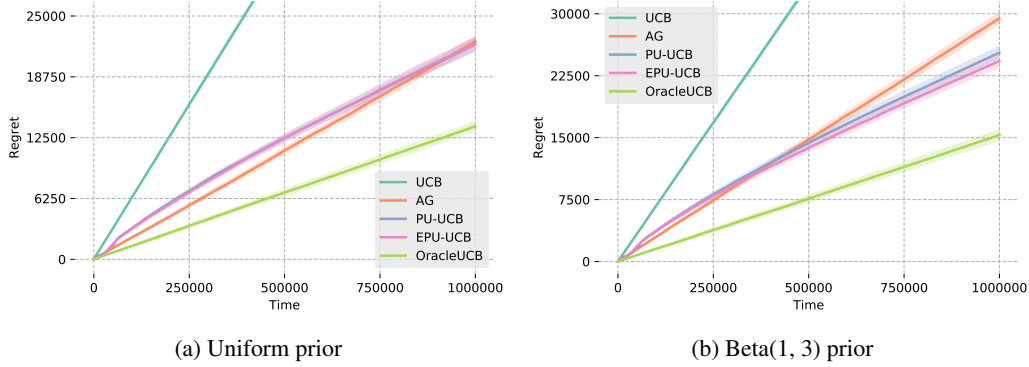 25000
18750
12500
6250
0
Regret
UCB
AG
PU-UCB
EPU-UCB
OracleUCB
0 250000 500000 750000 1000000
Time
(a) Uniform prior
30000
22500
15000
7500
0
Regret
UCB
AG
PU-UCB
EPU-UCB
OracleUCB
0 250000 500000 750000 1000000
Time
(b) Beta(1, 3) prior